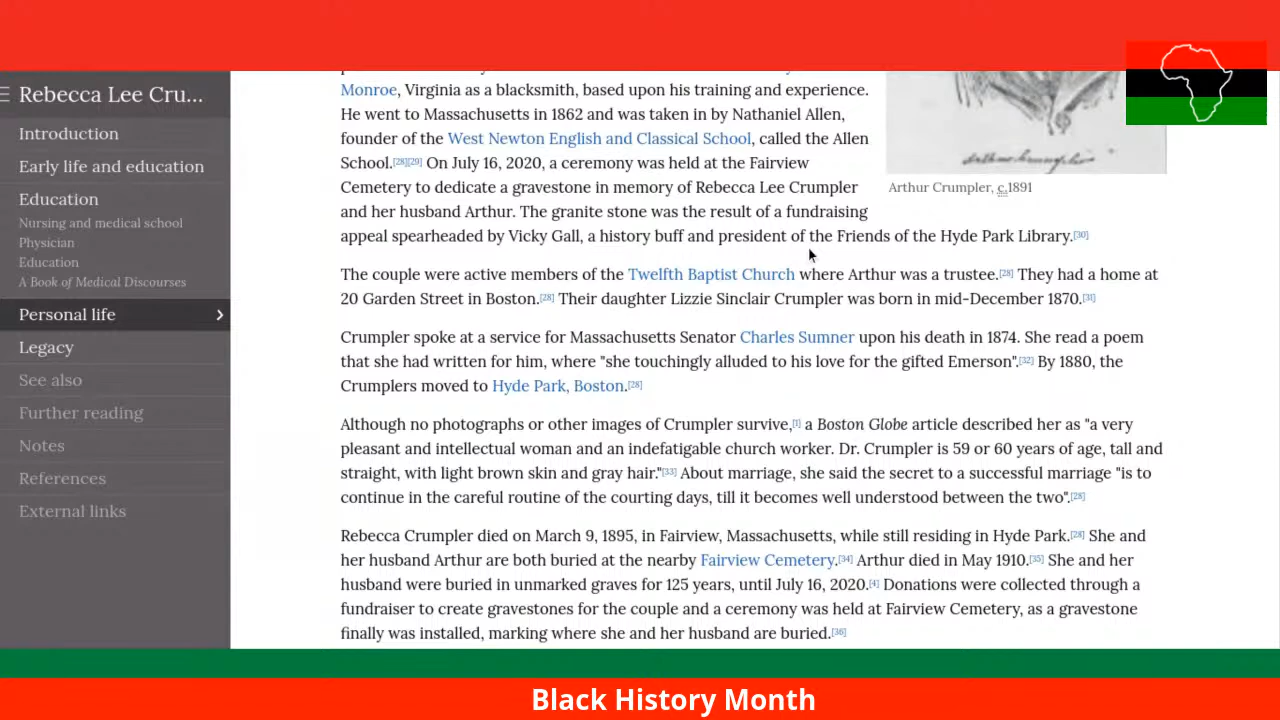 Rebecca Lee Cru...
Introduction
Early life and education
Education
Nursing and medical school
Physician
Education
A Book of Medical Discourses
Personal life
Legacy
See also
Further reading
Notes
References
External links
Monroe, Virginia as a blacksmith, based upon his training and experience.
He went to Massachusetts in 1862 and was taken in by Nathaniel Allen,
founder of the West Newton English and Classical School, called the Allen
School.[28][29] On July 16, 2020, a ceremony was held at the Fairview
Cemetery to dedicate a gravestone in memory of Rebecca Lee Crumpler
and her husband Arthur. The granite stone was the result of a fundraising
appeal spearheaded by Vicky Gall, a history buff and president of the Friends of the Hyde Park Library.[30]
Arthur Crumpler, c.1891
The couple were active members of the Twelfth Baptist Church where Arthur was a trustee.[28] They had a home at
20 Garden Street in Boston.[28] Their daughter Lizzie Sinclair Crumpler was born in mid-December 1870.[31]
Crumpler spoke at a service for Massachusetts Senator Charles Sumner upon his death in 1874. She read a poem
that she had written for him, where "she touchingly alluded to his love for the gifted Emerson".[32] By 1880, the
Crumplers moved to Hyde Park, Boston.[28]
Although no photographs or other images of Crumpler survive,[1] a Boston Globe article described her as "a very
pleasant and intellectual woman and an indefatigable church worker. Dr. Crumpler is 59 or 60 years of age, tall and
straight, with light brown skin and gray hair."[33] About marriage, she said the secret to a successful marriage "is to
continue in the careful routine of the courting days, till it becomes well understood between the two".[28]
Rebecca Crumpler died on March 9, 1895, in Fairview, Massachusetts, while still residing in Hyde Park.[28] She and
her husband Arthur are both buried at the nearby Fairview Cemetery.[34] Arthur died in May 1910.[35] She and her
husband were buried in unmarked graves for 125 years, until July 16, 2020.[4] Donations were collected through a
fundraiser to create gravestones for the couple and a ceremony was held at Fairview Cemetery, as a gravestone
finally was installed, marking where she and her husband are buried.[36]
Black History Month